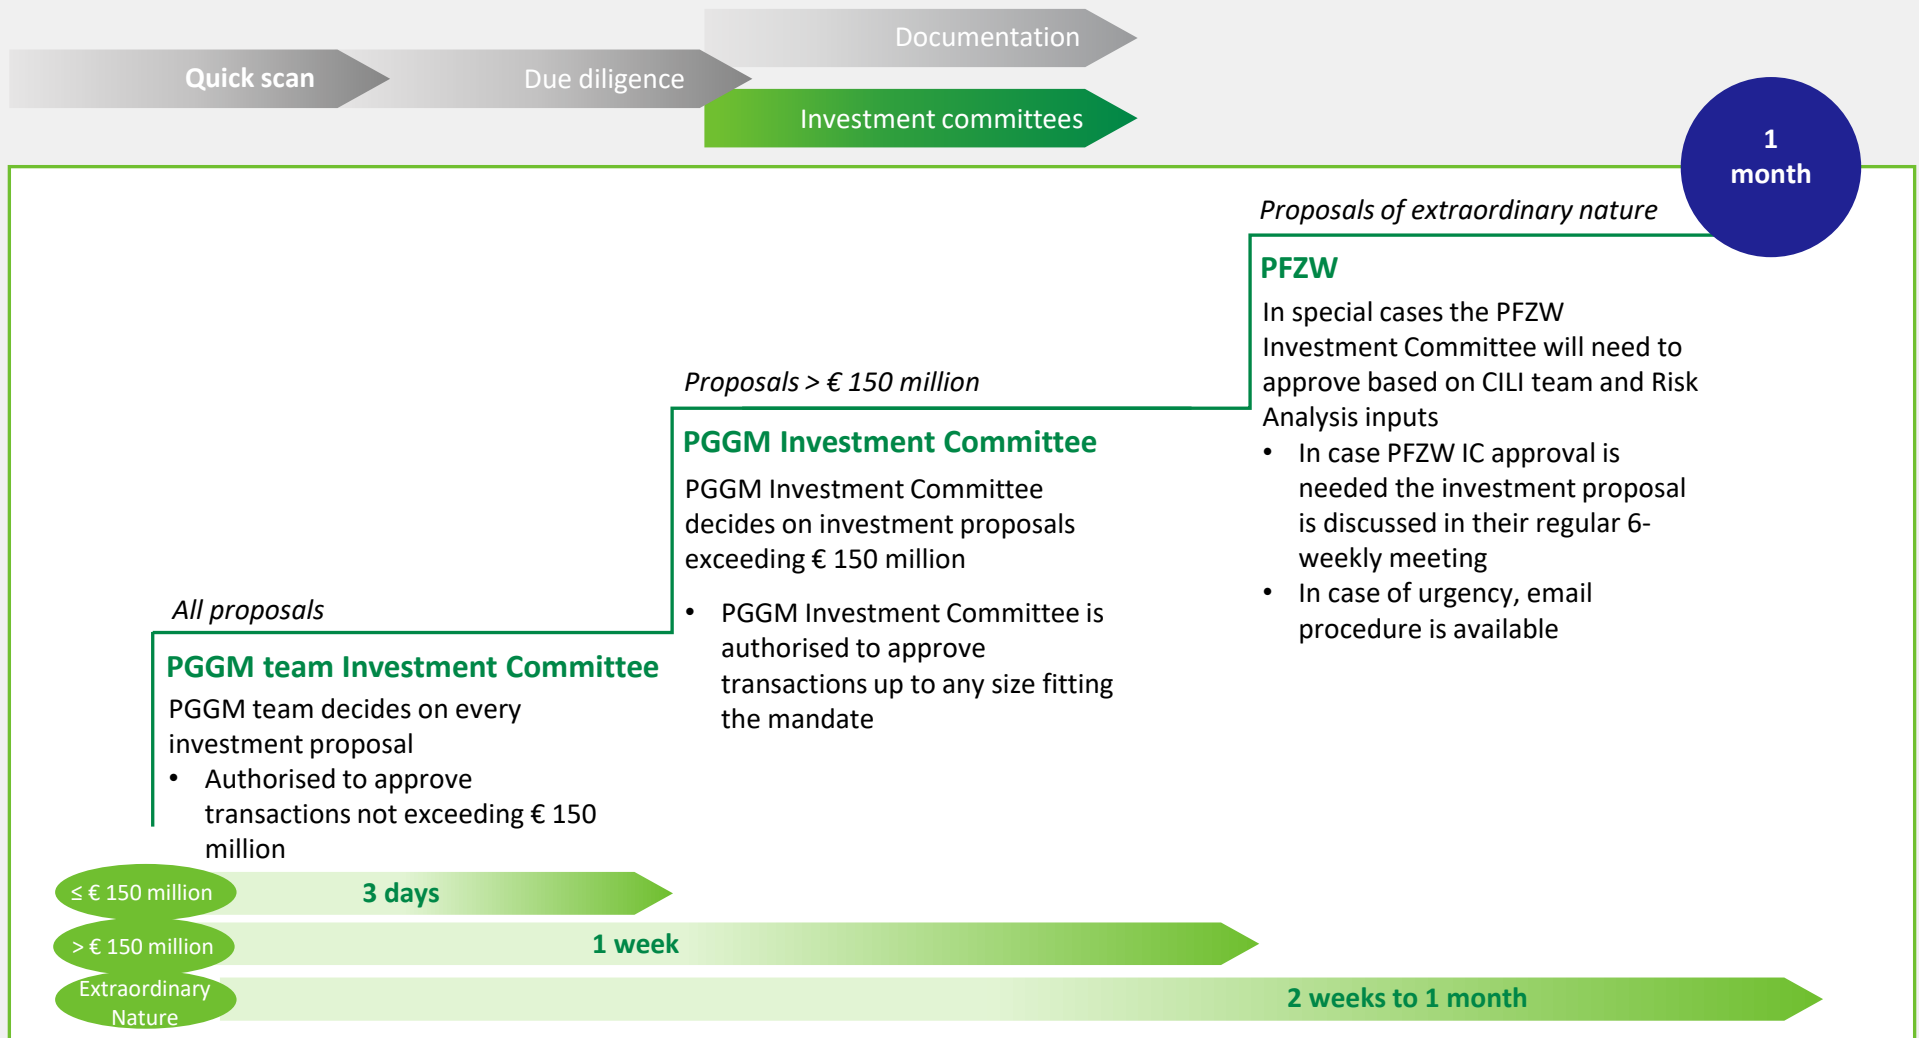 Documentation
Quick scan
Due diligence
Investment committees
1
month
Proposals of extraordinary nature
PFZW
In special cases the PFZW
Investment Committee will need to
approve based on CILI team and Risk
Analysis inputs
• In case PFZW IC approval is
needed the investment proposal
is discussed in their regular 6-
weekly meeting
• In case of urgency, email
procedure is available
Proposals > € 150 million
PGGM Investment Committee
PGGM Investment Committee
decides on investment proposals
exceeding € 150 million
• PGGM Investment Committee is
authorised to approve
transactions up to any size fitting
the mandate
All proposals
PGGM team Investment Committee
PGGM team decides on every
investment proposal
• Authorised to approve
transactions not exceeding € 150
million
≤ € 150 million
3 days
> € 150 million
1 week
Extraordinary
Nature
2 weeks to 1 month